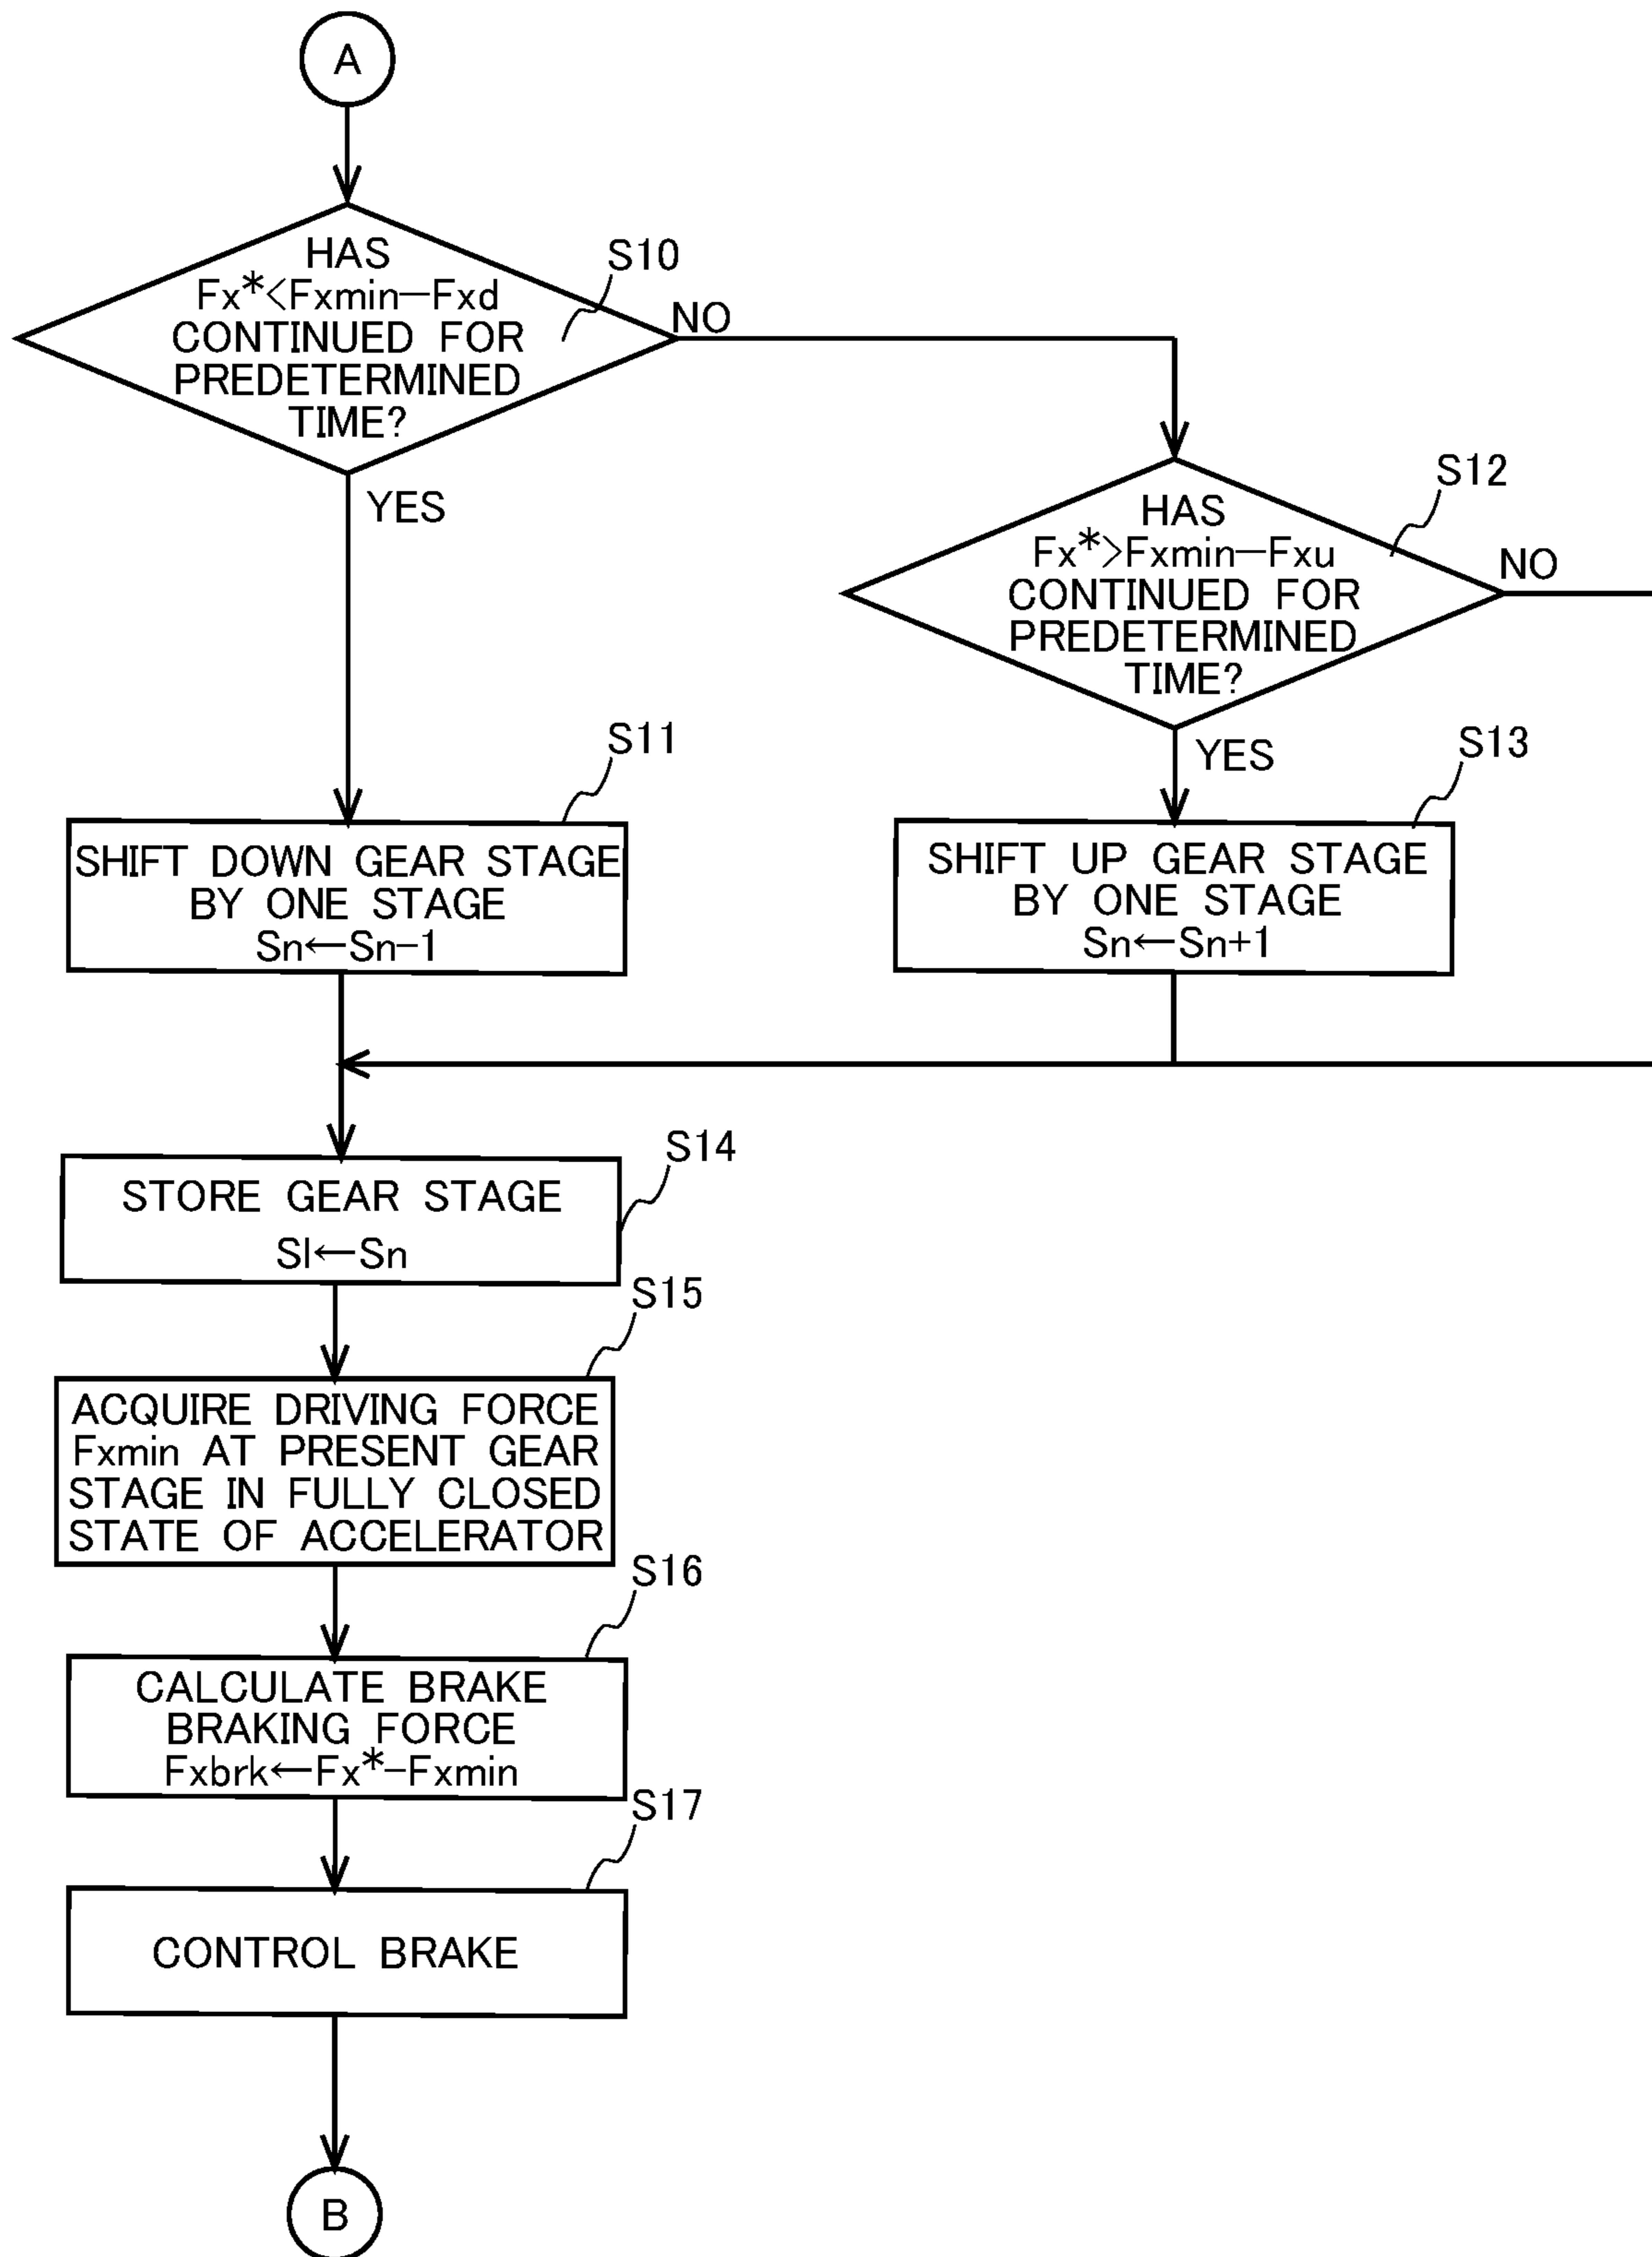 A
HAS
Fx*<Fxmin—Fxd
CONTINUED FOR
PREDETERMINED
TIME?
S10
NO
YES
HAS
Fx*>Fxmin—Fxu
CONTINUED FOR
PREDETERMINED
TIME?
S12
NO
YES
S11
SHIFT DOWN GEAR STAGE
BY ONE STAGE
Sn←Sn-1
S13
SHIFT UP GEAR STAGE
BY ONE STAGE
Sn←Sn+1
S14
STORE GEAR STAGE
Sl←Sn
S15
ACQUIRE DRIVING FORCE
Fxmin AT PRESENT GEAR
STAGE IN FULLY CLOSED
STATE OF ACCELERATOR
S16
CALCULATE BRAKE
BRAKING FORCE
Fxbrk←Fx*-Fxmin
S17
CONTROL BRAKE
B